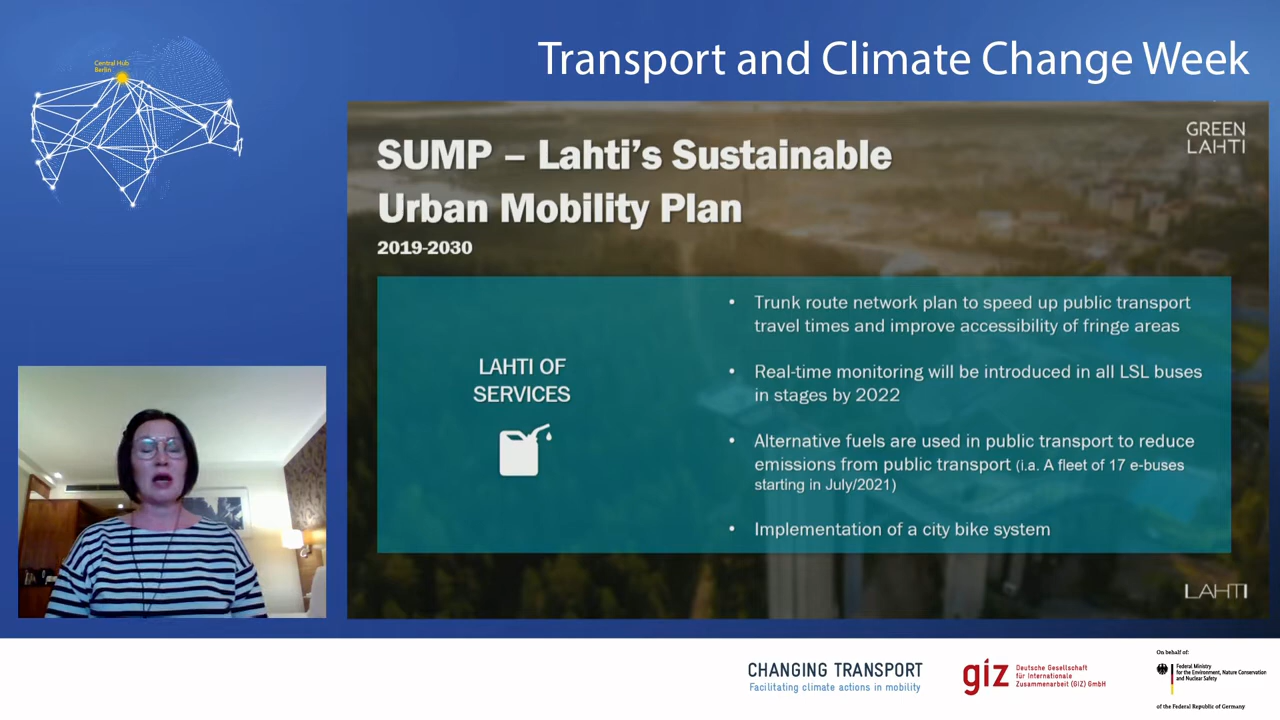 Central Hub
Berlin
Transport and Climate Change Week
GREEN
LAHTI
SUMP – Lahti's Sustainable
Urban Mobility Plan
2019-2030
LAHTI OF
SERVICES
• Trunk route network plan to speed up public transport
travel times and improve accessibility of fringe areas
• Real-time monitoring will be introduced in all LSL buses
in stages by 2022
• Alternative fuels are used in public transport to reduce
emissions from public transport (i.a. A fleet of 17 e-buses
starting in July/2021)
• Implementation of a city bike system
LAHTI
CHANGING TRANSPORT
Facilitating climate actions in mobility
giz
Deutsche Gesellschaft
für Internationale
Zusammenarbeit (GIZ) GmbH
On behalf of:
Federal Ministry
for the Environment, Nature Conservation
and Nuclear Safety
of the Federal Republic of Germany